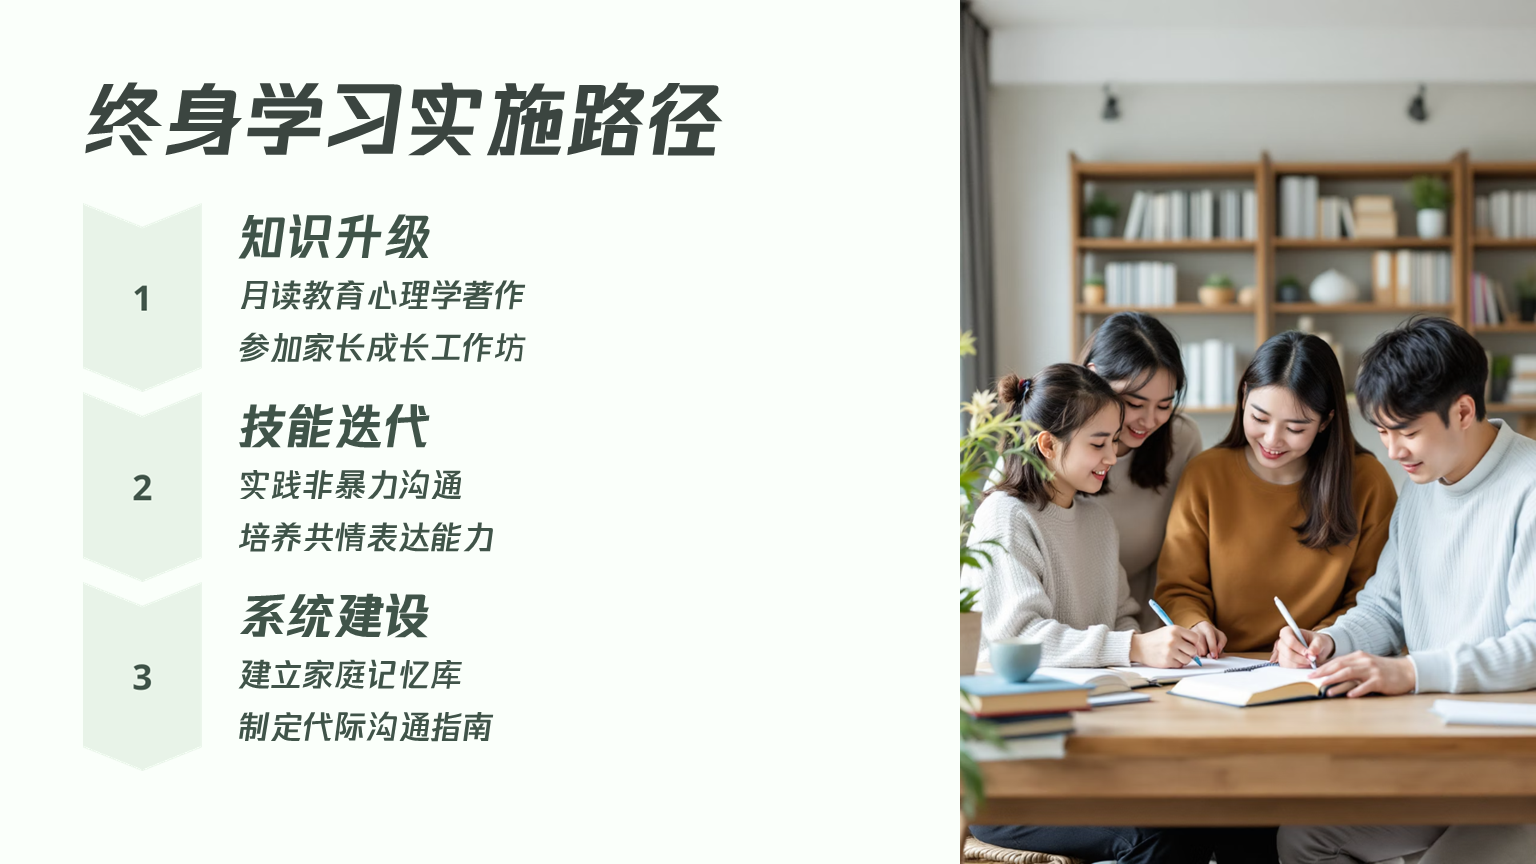 终身学习实施路径
1
知识升级
月读教育心理学著作
参加家长成长工作坊
2
技能迭代
实践非暴力沟通
培养共情表达能力
3
系统建设
建立家庭记忆库
制定代际沟通指南